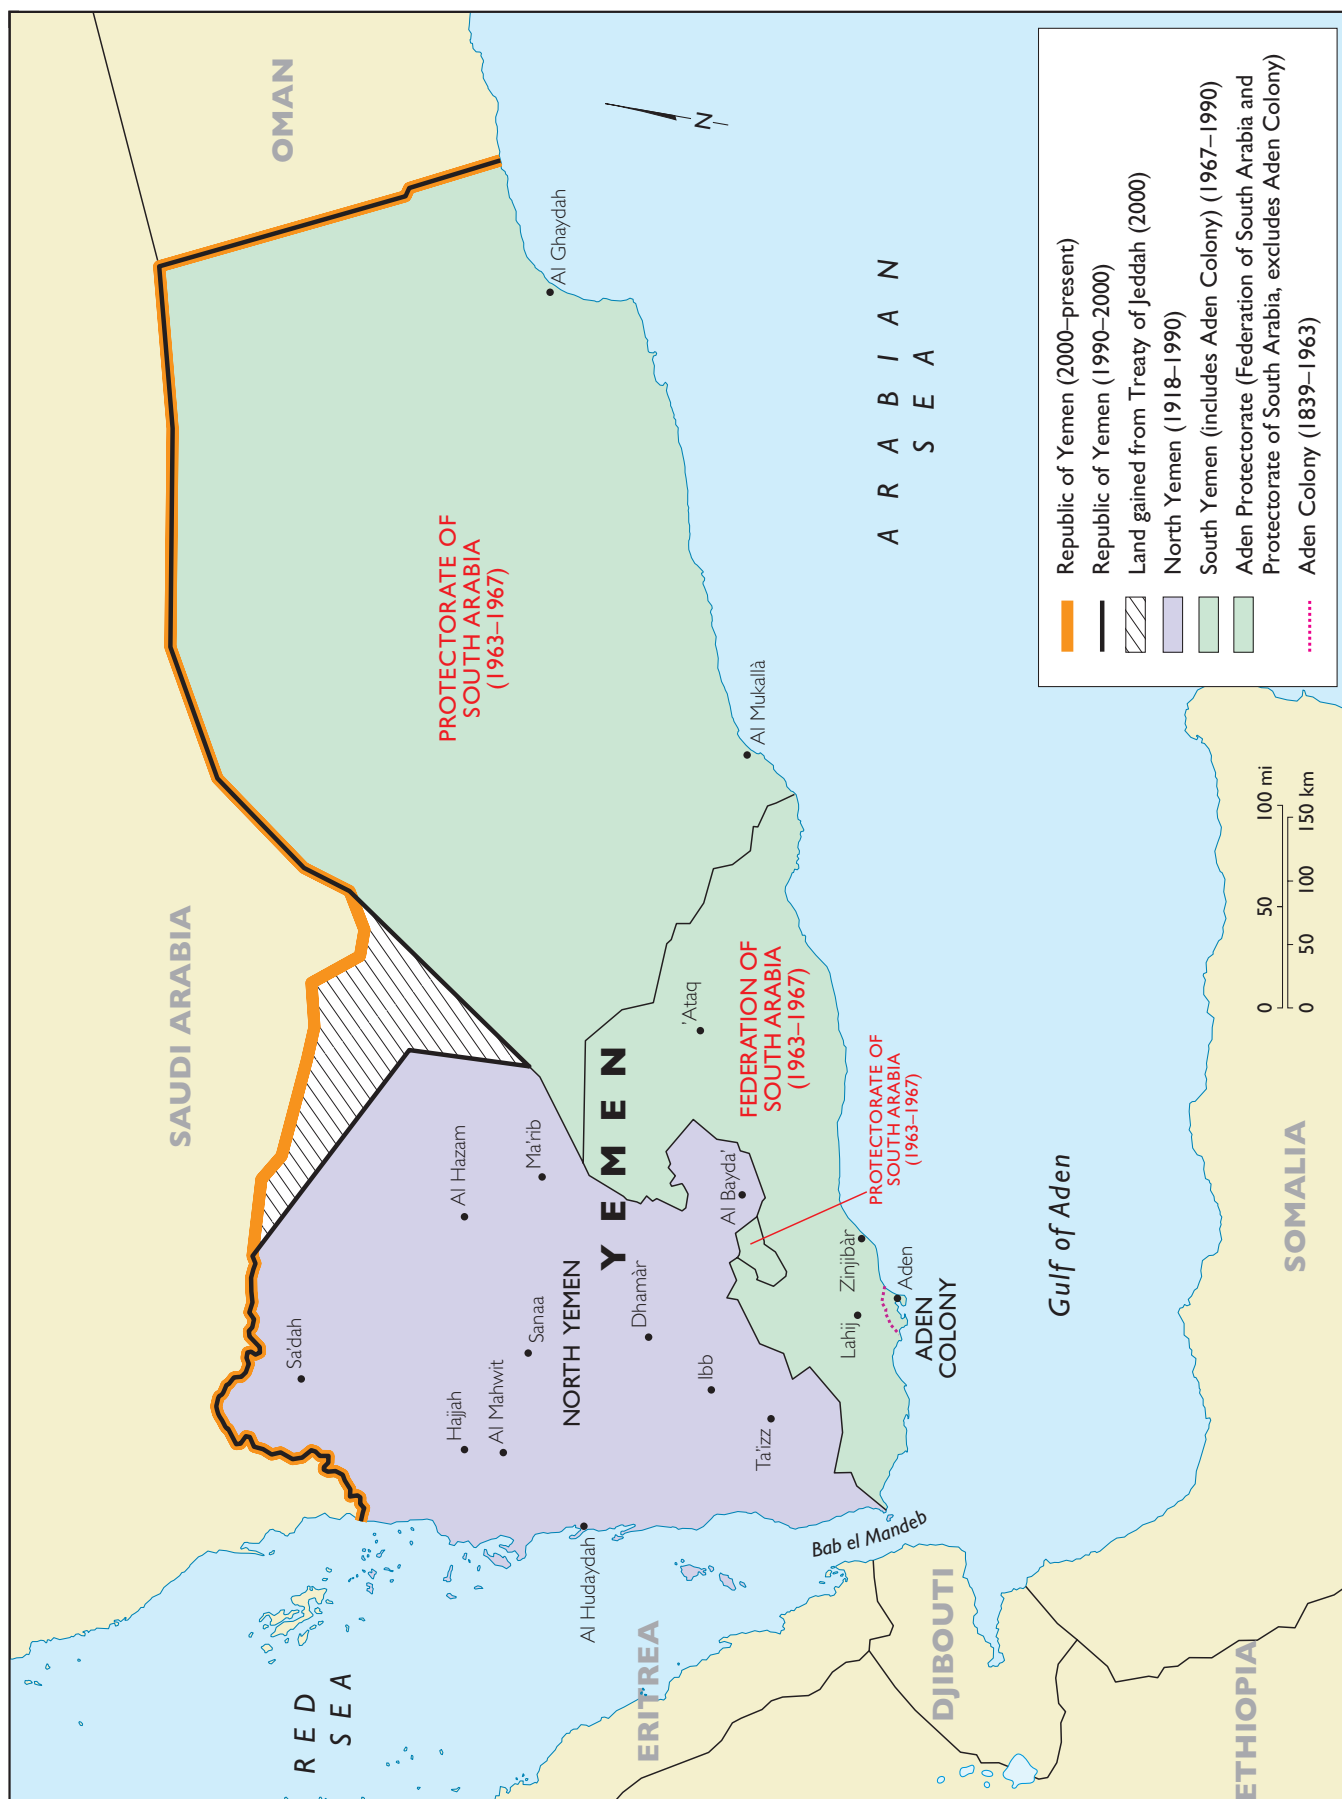 SAUDI ARABIA
OMAN
RED
SEA
Sa'dah
Hajjah
Al Hazam
Al Mahwit
Sanaa
Ma'rib
NORTH YEMEN
YEMEN
Al Hudaydah
Dhamàr
Ibb
Ta'izz
Al Bayda'
'Ataq
PROTECTORATE OF
SOUTH ARABIA
(1963–1967)
Al Ghaydah
Al Mukallà
FEDERATION OF
SOUTH ARABIA
(1963–1967)
PROTECTORATE OF
SOUTH ARABIA
(1963–1967)
Lahij
Zinjibàr
Aden
ADEN
COLONY
Bab el Mandeb
ERITREA
DJIBOUTI
ETHIOPIA
SOMALIA
Gulf of Aden
ARABIAN
SEA
N
0 50 100 mi
0 50 100 150 km
Republic of Yemen (2000–present)
Republic of Yemen (1990–2000)
Land gained from Treaty of Jeddah (2000)
North Yemen (1918–1990)
South Yemen (includes Aden Colony) (1967–1990)
Aden Protectorate (Federation of South Arabia and
Protectorate of South Arabia, excludes Aden Colony)
Aden Colony (1839–1963)